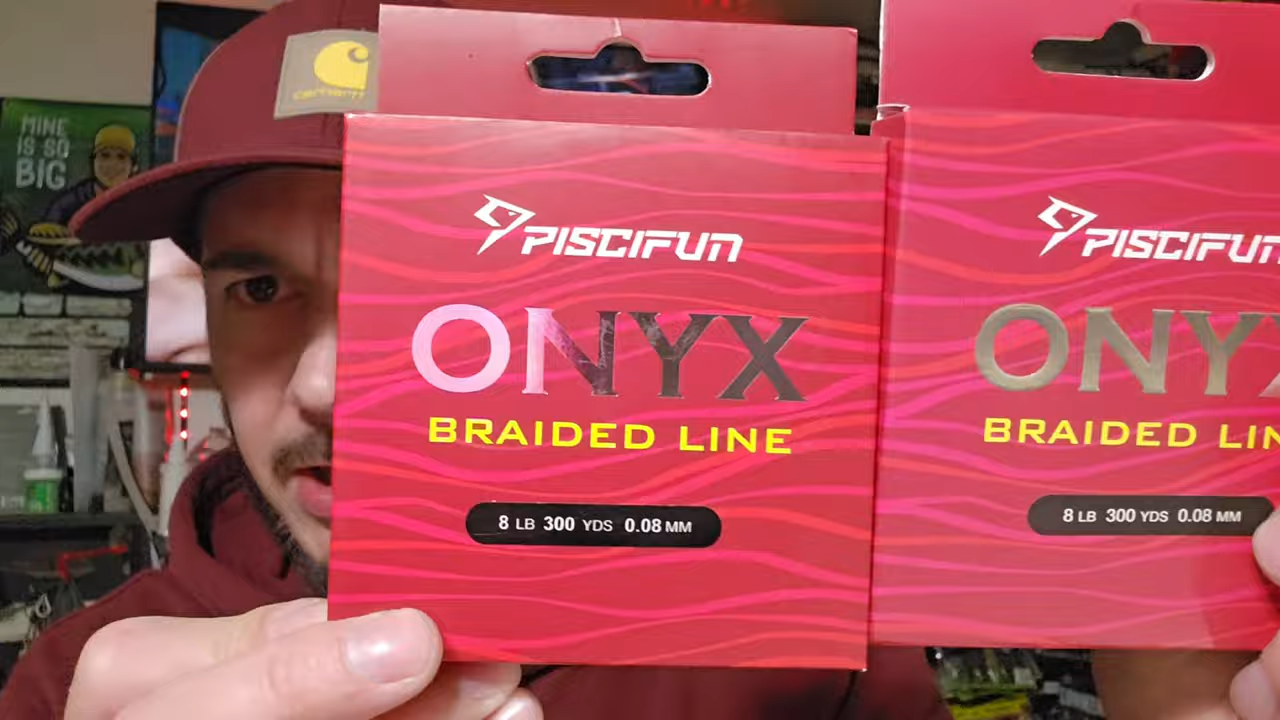 carhartt
MINE
IS SO
BIG
PISCIFUN
ONYX
BRAIDED LINE
8 LB 300 YDS 0.08 MM
PISCIFUN
ONYX
BRAIDED LIN
8 LB 300 YDS 0.08 MM